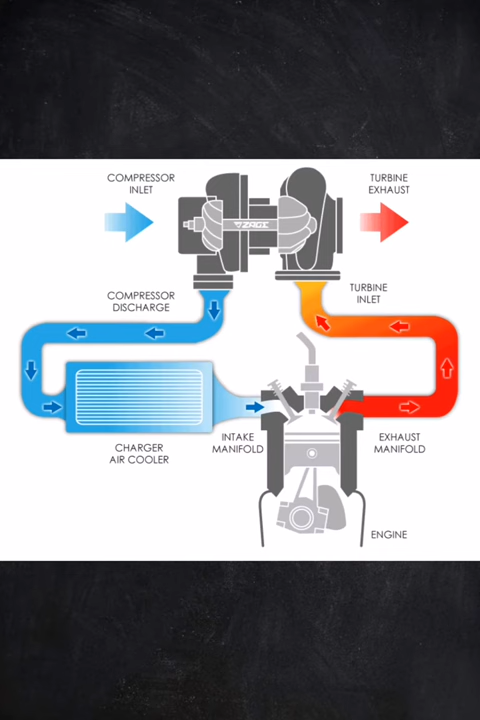 COMPRESSOR
INLET
TURBINE
EXHAUST
COMPRESSOR
DISCHARGE
TURBINE
INLET
CHARGER
AIR COOLER
INTAKE
MANIFOLD
EXHAUST
MANIFOLD
ENGINE